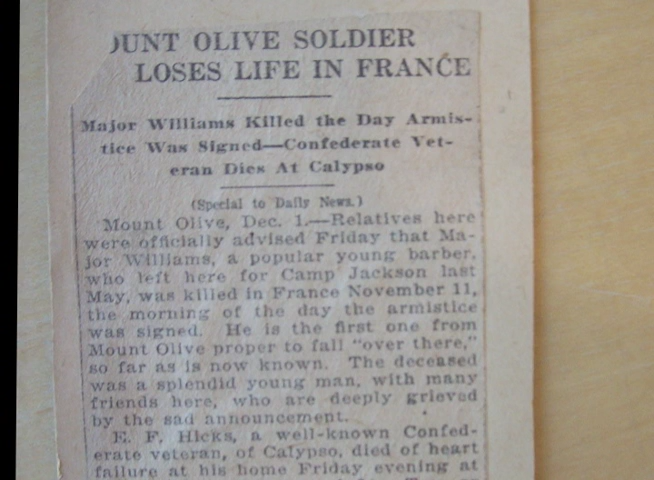 OUNT OLIVE SOLDIER
LOSES LIFE IN FRANCE
Major Williams Killed the Day Armis-
tice Was Signed—Confederate Vet-
eran Dies At Calypso
(Special to Daily News.)
Mount Olive, Dec. 1.—Relatives here
were officially advised Friday that Ma-
jor Williams, a popular young barber,
who left here for Camp Jackson last
May, was killed in France November 11,
the morning of the day the armistice
was signed. He is the first one from
Mount Olive proper to fall "over there,"
so far as is now known. The deceased
was a splendid young man, with many
friends here, who are deeply grieved
by the sad announcement.
E. F. Hicks, a well-known Confed-
erate veteran, of Calypso, died of heart
failure at his home Friday evening at